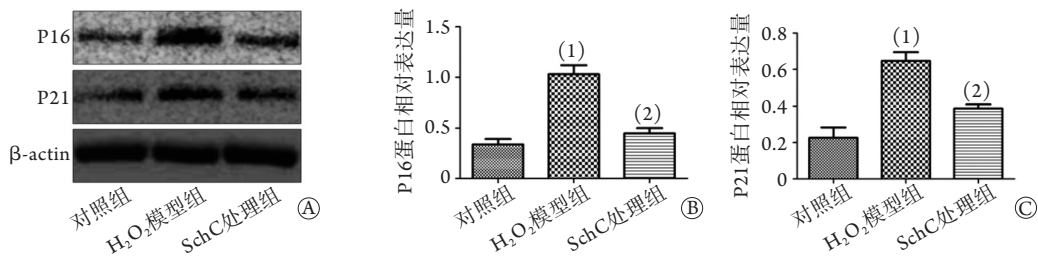 P16
P21
β-actin
对照组
H₂O₂模型组
SchC处理组
Ⓐ
P16蛋白相对表达量
1.5
1.0
0.5
0
(1)
(2)
对照组
H₂O₂模型组
SchC处理组
Ⓑ
P21蛋白相对表达量
0.8
0.6
0.4
0.2
0
(1)
(2)
对照组
H₂O₂模型组
SchC处理组
Ⓒ